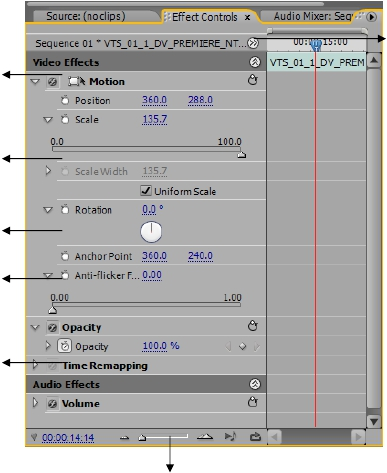 Source: (no clips) Effect Controls x Audio Mixer: Seq
Sequence 01 * VTS_01_1_DV_PREMIERE_NT... 00:00:15:00
Video Effects VTS_01_1_DV_PREM
Motion
Position 360.0 288.0
Scale 135.7
0.0 100.0
Scale Width 135.7
Uniform Scale
Rotation 0.0 °
Anchor Point 360.0 240.0
Anti-flicker F... 0.00
0.00 1.00
Opacity
Opacity 100.0 %
Time Remapping
Audio Effects
Volume
00:00:14:14